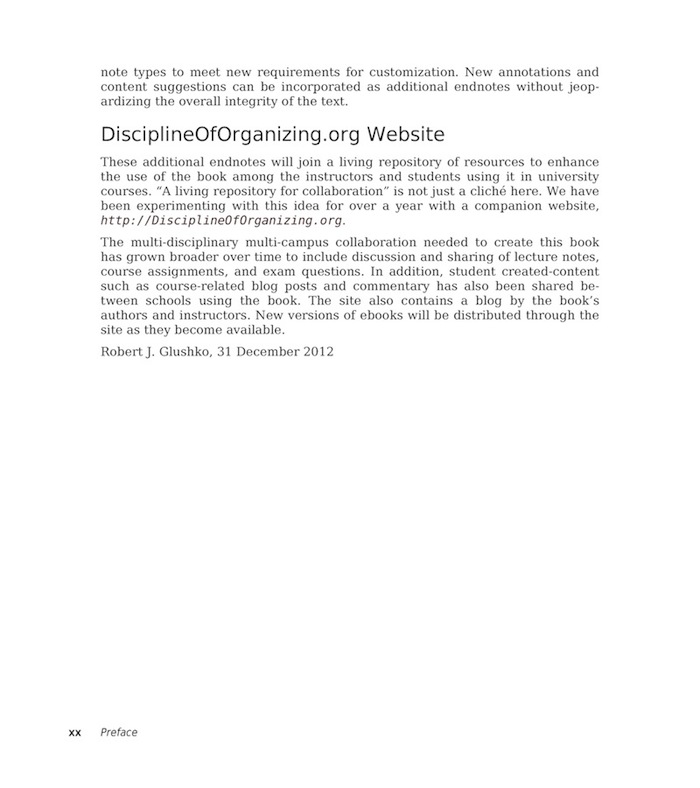 note types to meet new requirements for customization. New annotations and
content suggestions can be incorporated as additional endnotes without jeop-
ardizing the overall integrity of the text.
DisciplineOfOrganizing.org Website
These additional endnotes will join a living repository of resources to enhance
the use of the book among the instructors and students using it in university
courses. “A living repository for collaboration” is not just a cliché here. We have
been experimenting with this idea for over a year with a companion website,
http://DisciplineOfOrganizing.org.
The multi-disciplinary multi-campus collaboration needed to create this book
has grown broader over time to include discussion and sharing of lecture notes,
course assignments, and exam questions. In addition, student created-content
such as course-related blog posts and commentary has also been shared be-
tween schools using the book. The site also contains a blog by the book’s
authors and instructors. New versions of ebooks will be distributed through the
site as they become available.
Robert J. Glushko, 31 December 2012
xx Preface